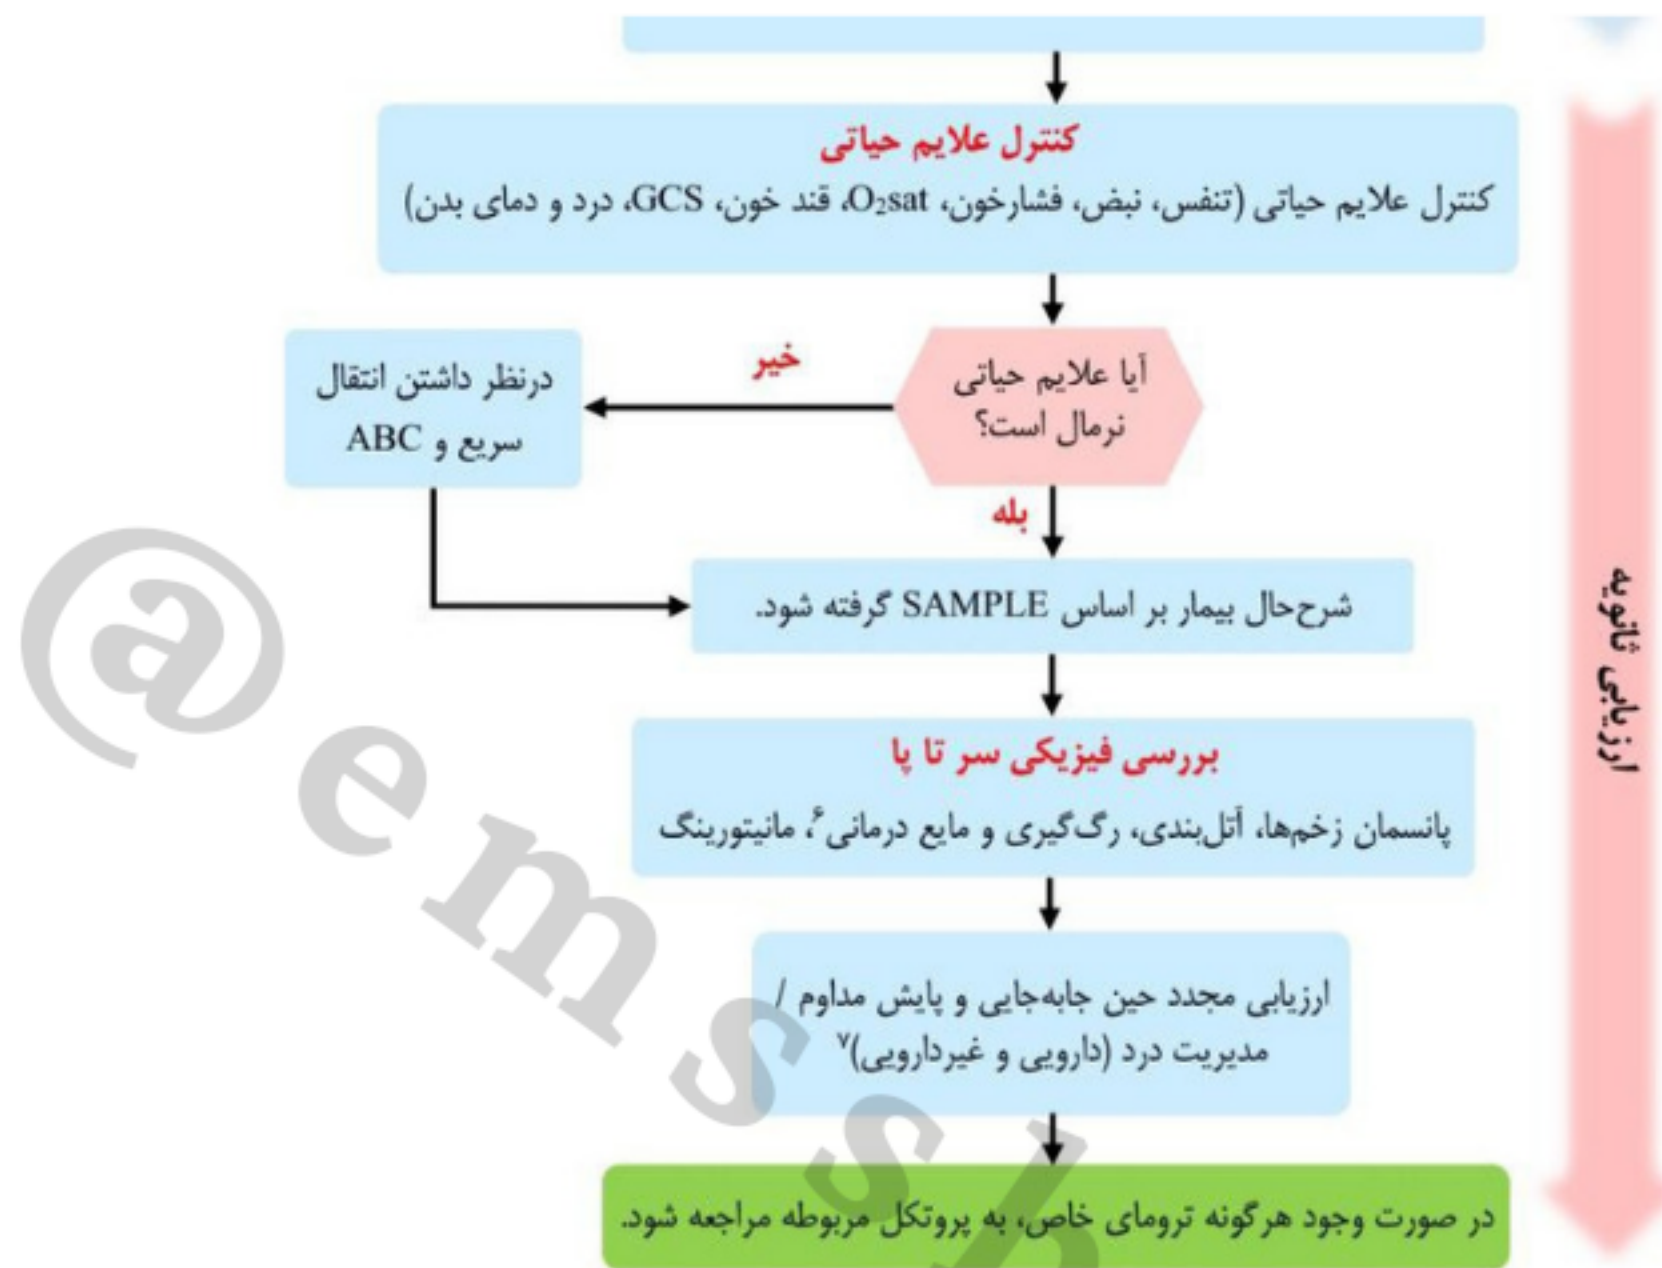 کنترل علایم حیاتی
کنترل علایم حیاتی (تنفس، نبض، فشارخون، O₂sat، قند خون، GCS، درد و دمای بدن)
آیا علایم حیاتی
نرمال است؟
خیر
درنظر داشتن انتقال
سریع و ABC
بله
شرح‌حال بیمار بر اساس SAMPLE گرفته شود.
بررسی فیزیکی سر تا پا
پانسمان زخم‌ها، آتل‌بندی، رگ‌گیری و مایع درمانی۶، مانیتورینگ
ارزیابی مجدد حین جابه‌جایی و پایش مداوم /
مدیریت درد (دارویی و غیردارویی)۷
در صورت وجود هرگونه ترومای خاص، به پروتکل مربوطه مراجعه شود.
ارزیابی ثانویه
@emss